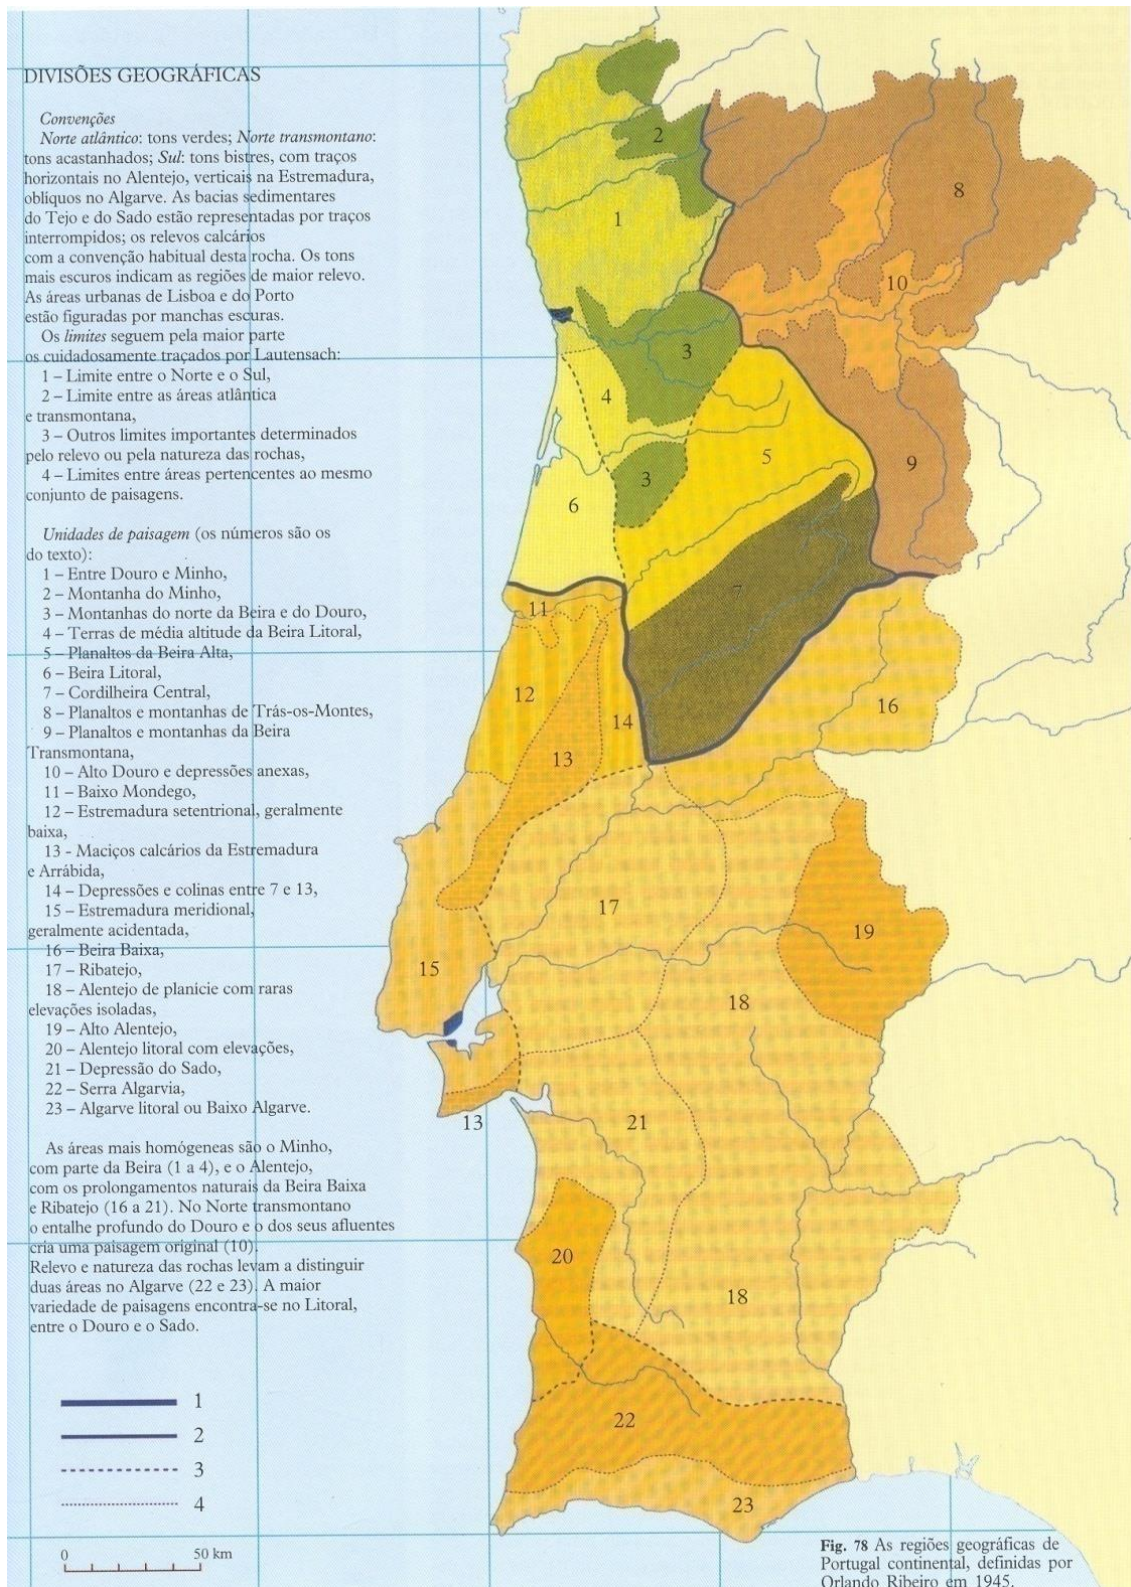 DIVISÕES GEOGRÁFICAS
Convenções
Norte atlântico: tons verdes; Norte transmontano:
tons acastanhados; Sul: tons bistres, com traços
horizontais no Alentejo, verticais na Estremadura,
oblíquos no Algarve. As bacias sedimentares
do Tejo e do Sado estão representadas por traços
interrompidos; os relevos calcários
com a convenção habitual desta rocha. Os tons
mais escuros indicam as regiões de maior relevo.
As áreas urbanas de Lisboa e do Porto
estão figuradas por manchas escuras.
Os limites seguem pela maior parte
os cuidadosamente traçados por Lautensach:
1 – Limite entre o Norte e o Sul,
2 – Limite entre as áreas atlântica
e transmontana,
3 – Outros limites importantes determinados
pelo relevo ou pela natureza das rochas,
4 – Limites entre áreas pertencentes ao mesmo
conjunto de paisagens.
Unidades de paisagem (os números são os
do texto):
1 – Entre Douro e Minho,
2 – Montanha do Minho,
3 – Montanhas do norte da Beira e do Douro,
4 – Terras de média altitude da Beira Litoral,
5 – Planaltos da Beira Alta,
6 – Beira Litoral,
7 – Cordilheira Central,
8 – Planaltos e montanhas de Trás-os-Montes,
9 – Planaltos e montanhas da Beira
Transmontana,
10 – Alto Douro e depressões anexas,
11 – Baixo Mondego,
12 – Estremadura setentrional, geralmente
baixa,
13 - Maciços calcários da Estremadura
e Arrábida,
14 – Depressões e colinas entre 7 e 13,
15 – Estremadura meridional,
geralmente acidentada,
16 – Beira Baixa,
17 – Ribatejo,
18 – Alentejo de planície com raras
elevações isoladas,
19 – Alto Alentejo,
20 – Alentejo litoral com elevações,
21 – Depressão do Sado,
22 – Serra Algarvia,
23 – Algarve litoral ou Baixo Algarve.
As áreas mais homógeneas são o Minho,
com parte da Beira (1 a 4), e o Alentejo,
com os prolongamentos naturais da Beira Baixa
e Ribatejo (16 a 21). No Norte transmontano
o entalhe profundo do Douro e o dos seus afluentes
cria uma paisagem original (10).
Relevo e natureza das rochas levam a distinguir
duas áreas no Algarve (22 e 23). A maior
variedade de paisagens encontra-se no Litoral,
entre o Douro e o Sado.
1
2
3
4
0 50 km
2
8
1
10
3
4
5
9
3
6
7
11
12
14
16
13
17
19
15
18
13
21
20
18
22
23
Fig. 78 As regiões geográficas de
Portugal continental, definidas por
Orlando Ribeiro em 1945.